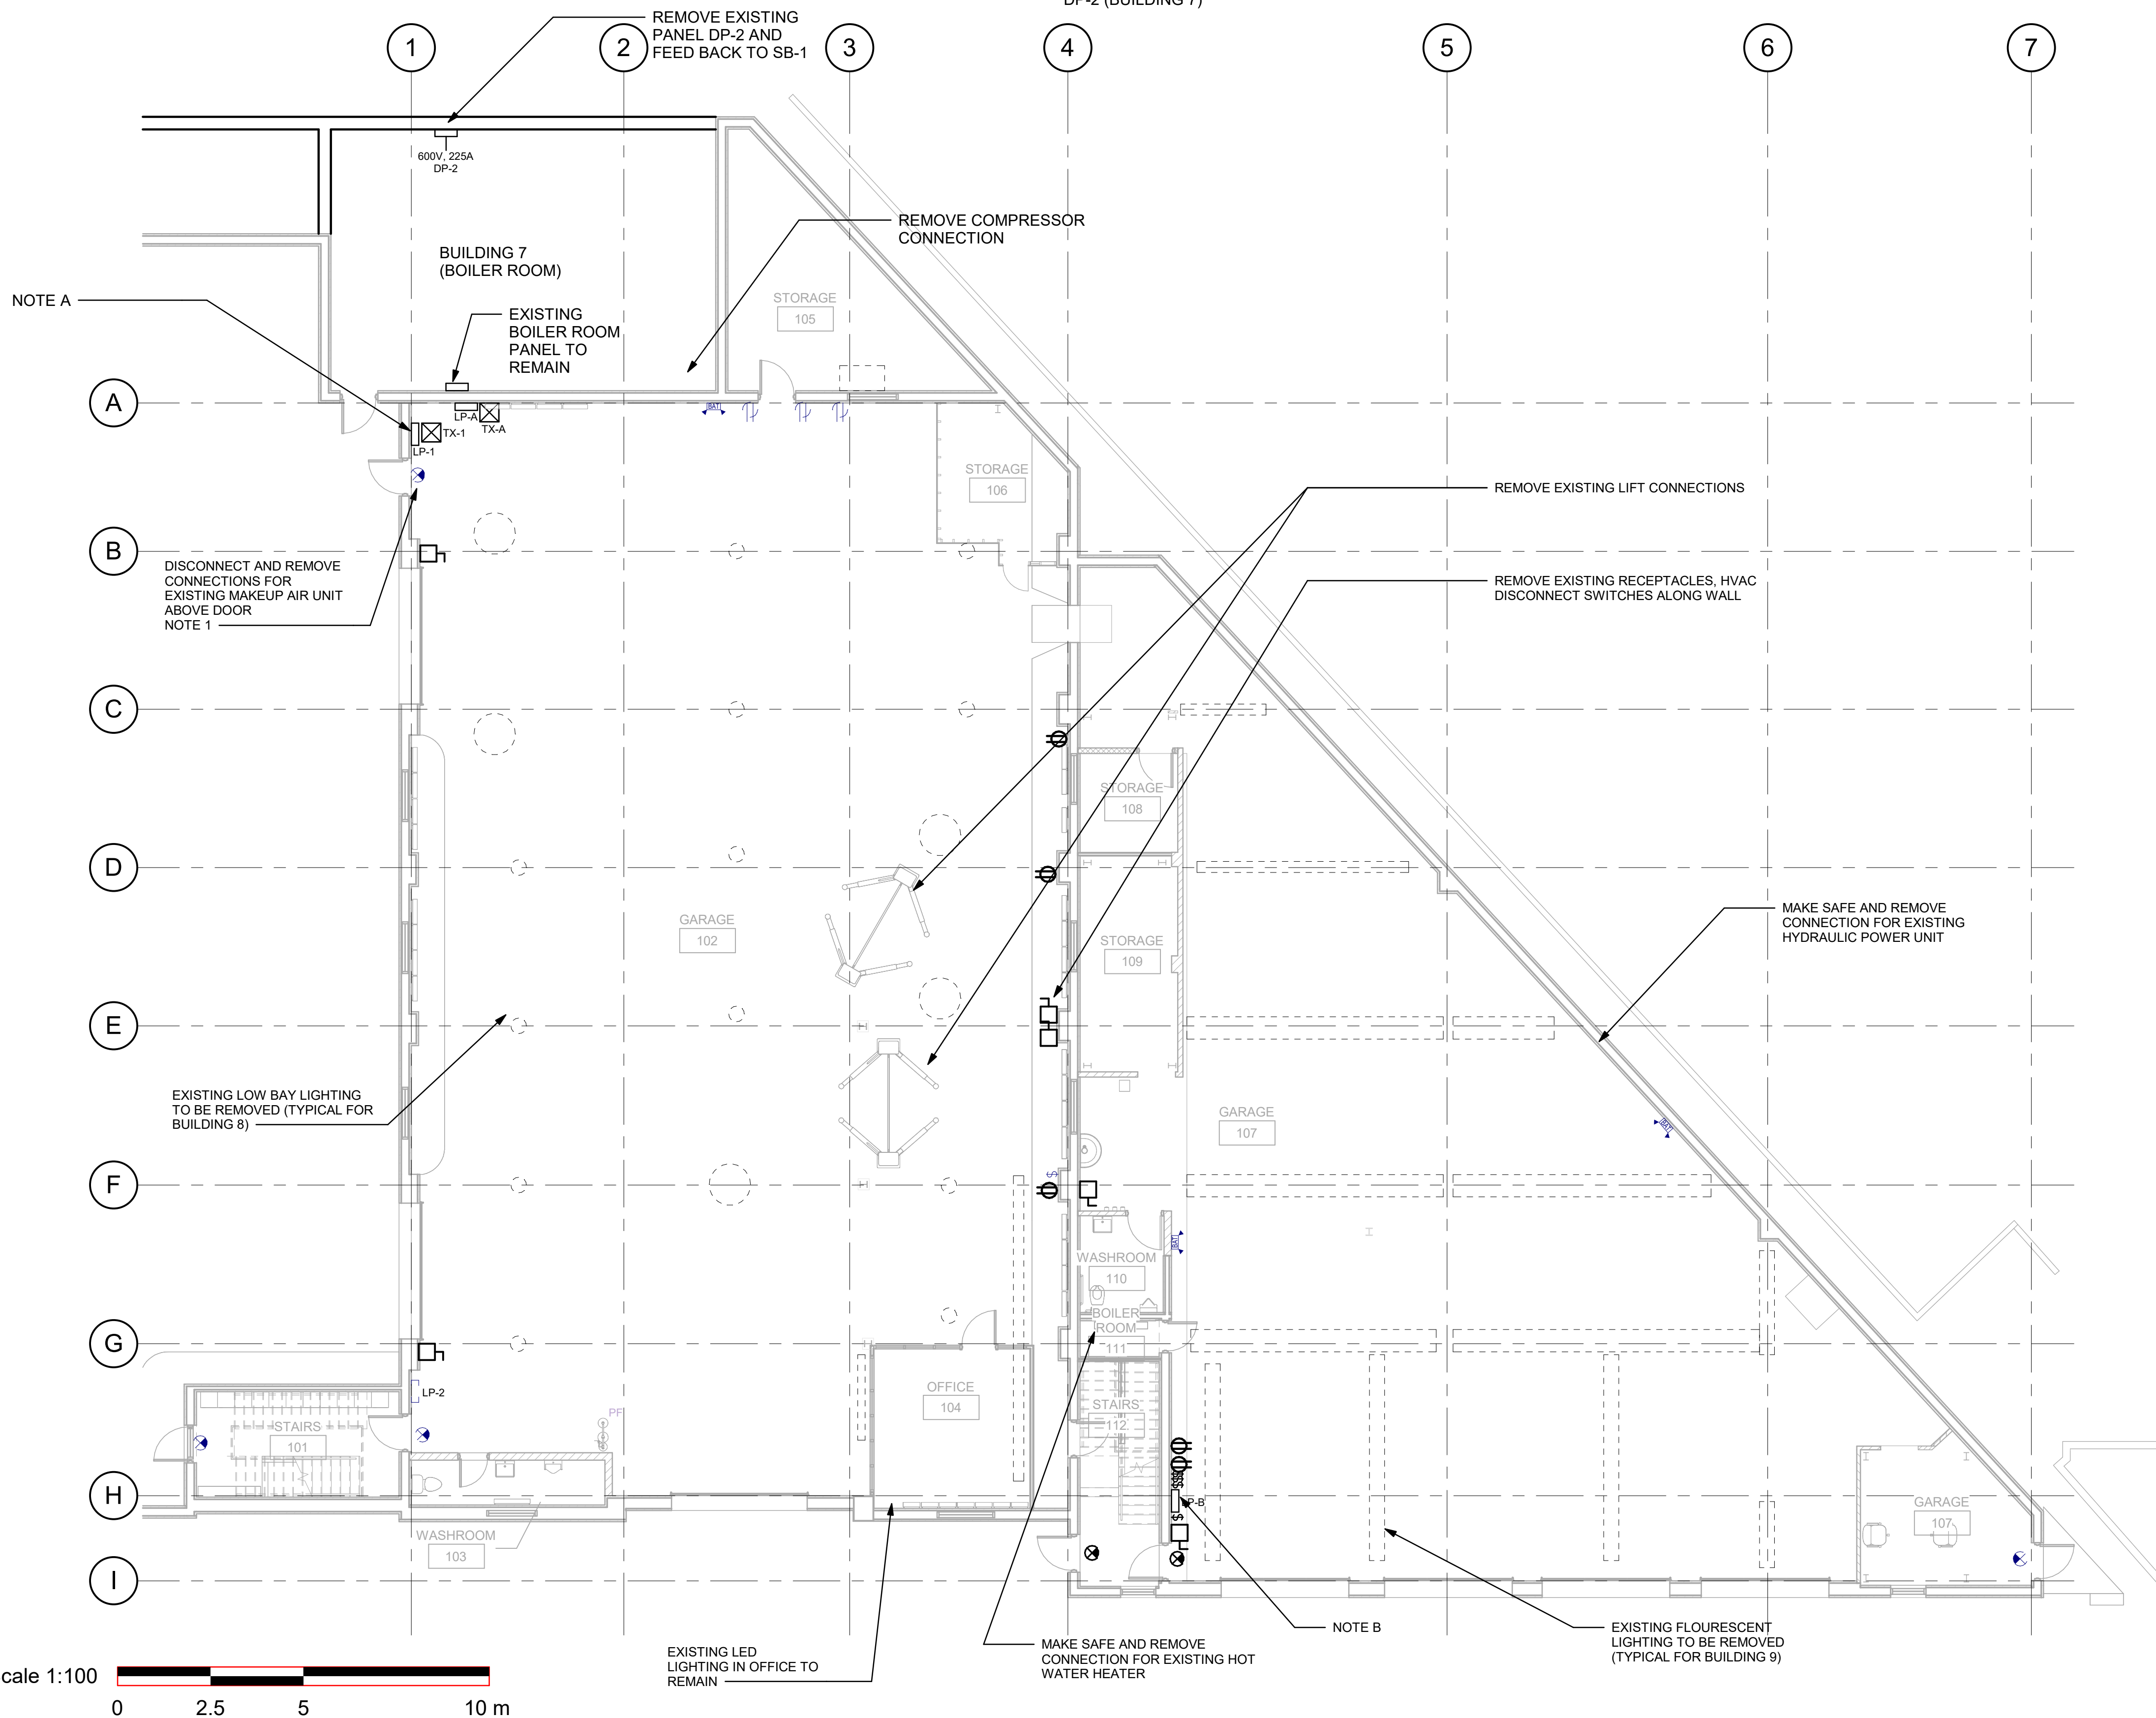 DP-2 (BUILDING 7)
1
2
3
4
5
6
7
REMOVE EXISTING
PANEL DP-2 AND
FEED BACK TO SB-1
600V, 225A
DP-2
REMOVE COMPRESSOR
CONNECTION
BUILDING 7
(BOILER ROOM)
NOTE A
STORAGE
105
EXISTING
BOILER ROOM
PANEL TO
REMAIN
A
LP-A
TX-A
TX-1
LP-1
BAT
STORAGE
106
REMOVE EXISTING LIFT CONNECTIONS
B
DISCONNECT AND REMOVE
CONNECTIONS FOR
EXISTING MAKEUP AIR UNIT
ABOVE DOOR
NOTE 1
REMOVE EXISTING RECEPTACLES, HVAC
DISCONNECT SWITCHES ALONG WALL
C
STORAGE
108
D
GARAGE
102
MAKE SAFE AND REMOVE
CONNECTION FOR EXISTING
HYDRAULIC POWER UNIT
STORAGE
109
E
EXISTING LOW BAY LIGHTING
TO BE REMOVED (TYPICAL FOR
BUILDING 8)
GARAGE
107
BAT
F
$
BAT
WASHROOM
110
BOILER
ROOM
111
G
LP-2
OFFICE
104
PF
STAIRS
101
STAIRS
112
H
$
GARAGE
107
WASHROOM
103
I
NOTE B
EXISTING FLOURESCENT
LIGHTING TO BE REMOVED
(TYPICAL FOR BUILDING 9)
EXISTING LED
LIGHTING IN OFFICE TO
REMAIN
MAKE SAFE AND REMOVE
CONNECTION FOR EXISTING HOT
WATER HEATER
cale 1:100
0 2.5 5 10 m